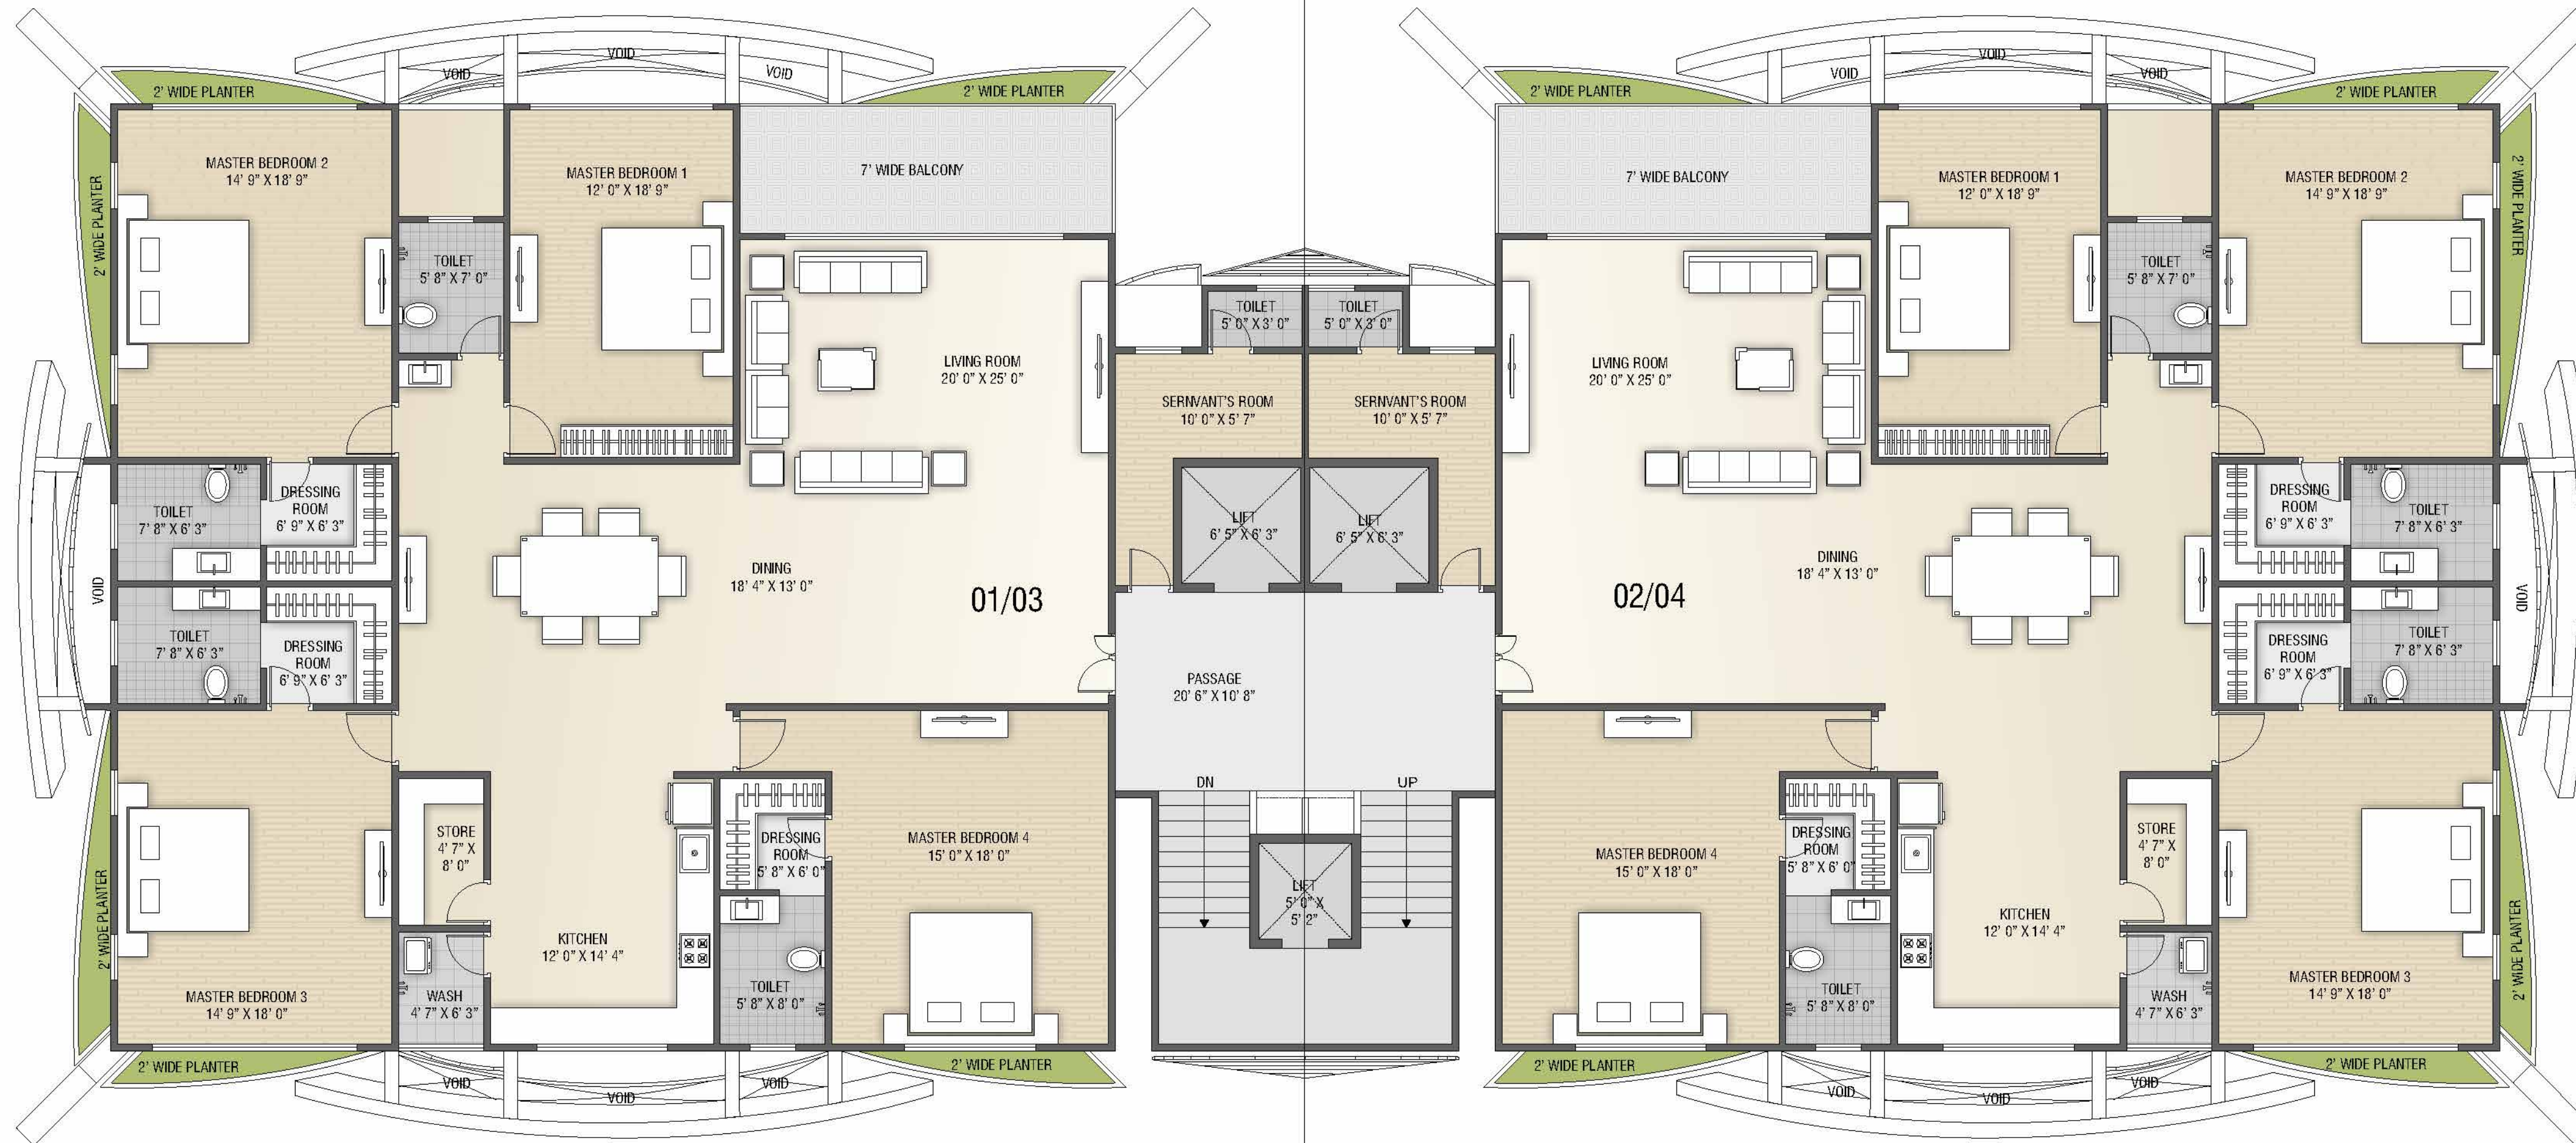 VOID
VOID
VOID
2' WIDE PLANTER
2' WIDE PLANTER
2' WIDE PLANTER
MASTER BEDROOM 2
14' 9" X 18' 9"
MASTER BEDROOM 1
12' 0" X 18' 9"
7' WIDE BALCONY
TOILET
5' 8" X 7' 0"
LIVING ROOM
20' 0" X 25' 0"
TOILET
7' 8" X 6' 3"
DRESSING
ROOM
6' 9" X 6' 3"
VOID
TOILET
7' 8" X 6' 3"
DRESSING
ROOM
6' 9" X 6' 3"
DINING
18' 4" X 13' 0"
01/03
2' WIDE PLANTER
MASTER BEDROOM 3
14' 9" X 18' 0"
STORE
4' 7" X
8' 0"
WASH
4' 7" X 6' 3"
KITCHEN
12' 0" X 14' 4"
DRESSING
ROOM
5' 8" X 6' 0"
TOILET
5' 8" X 8' 0"
MASTER BEDROOM 4
15' 0" X 18' 0"
2' WIDE PLANTER
2' WIDE PLANTER
VOID
VOID
VOID
TOILET
5' 0" X 3' 0"
TOILET
5' 0" X 3' 0"
SERNVANT'S ROOM
10' 0" X 5' 7"
SERNVANT'S ROOM
10' 0" X 5' 7"
LIFT
6' 5" X 6' 3"
LIFT
6' 5" X 6' 3"
PASSAGE
20' 6" X 10' 8"
DN
UP
LIFT
5' 0" X
5' 2"
VOID
VOID
VOID
2' WIDE PLANTER
2' WIDE PLANTER
2' WIDE PLANTER
7' WIDE BALCONY
MASTER BEDROOM 1
12' 0" X 18' 9"
MASTER BEDROOM 2
14' 9" X 18' 9"
TOILET
5' 8" X 7' 0"
LIVING ROOM
20' 0" X 25' 0"
DRESSING
ROOM
6' 9" X 6' 3"
TOILET
7' 8" X 6' 3"
VOID
DINING
18' 4" X 13' 0"
02/04
DRESSING
ROOM
6' 9" X 6' 3"
TOILET
7' 8" X 6' 3"
MASTER BEDROOM 4
15' 0" X 18' 0"
DRESSING
ROOM
5' 8" X 6' 0"
TOILET
5' 8" X 8' 0"
KITCHEN
12' 0" X 14' 4"
STORE
4' 7" X
8' 0"
WASH
4' 7" X 6' 3"
MASTER BEDROOM 3
14' 9" X 18' 0"
2' WIDE PLANTER
2' WIDE PLANTER
2' WIDE PLANTER
VOID
VOID
VOID